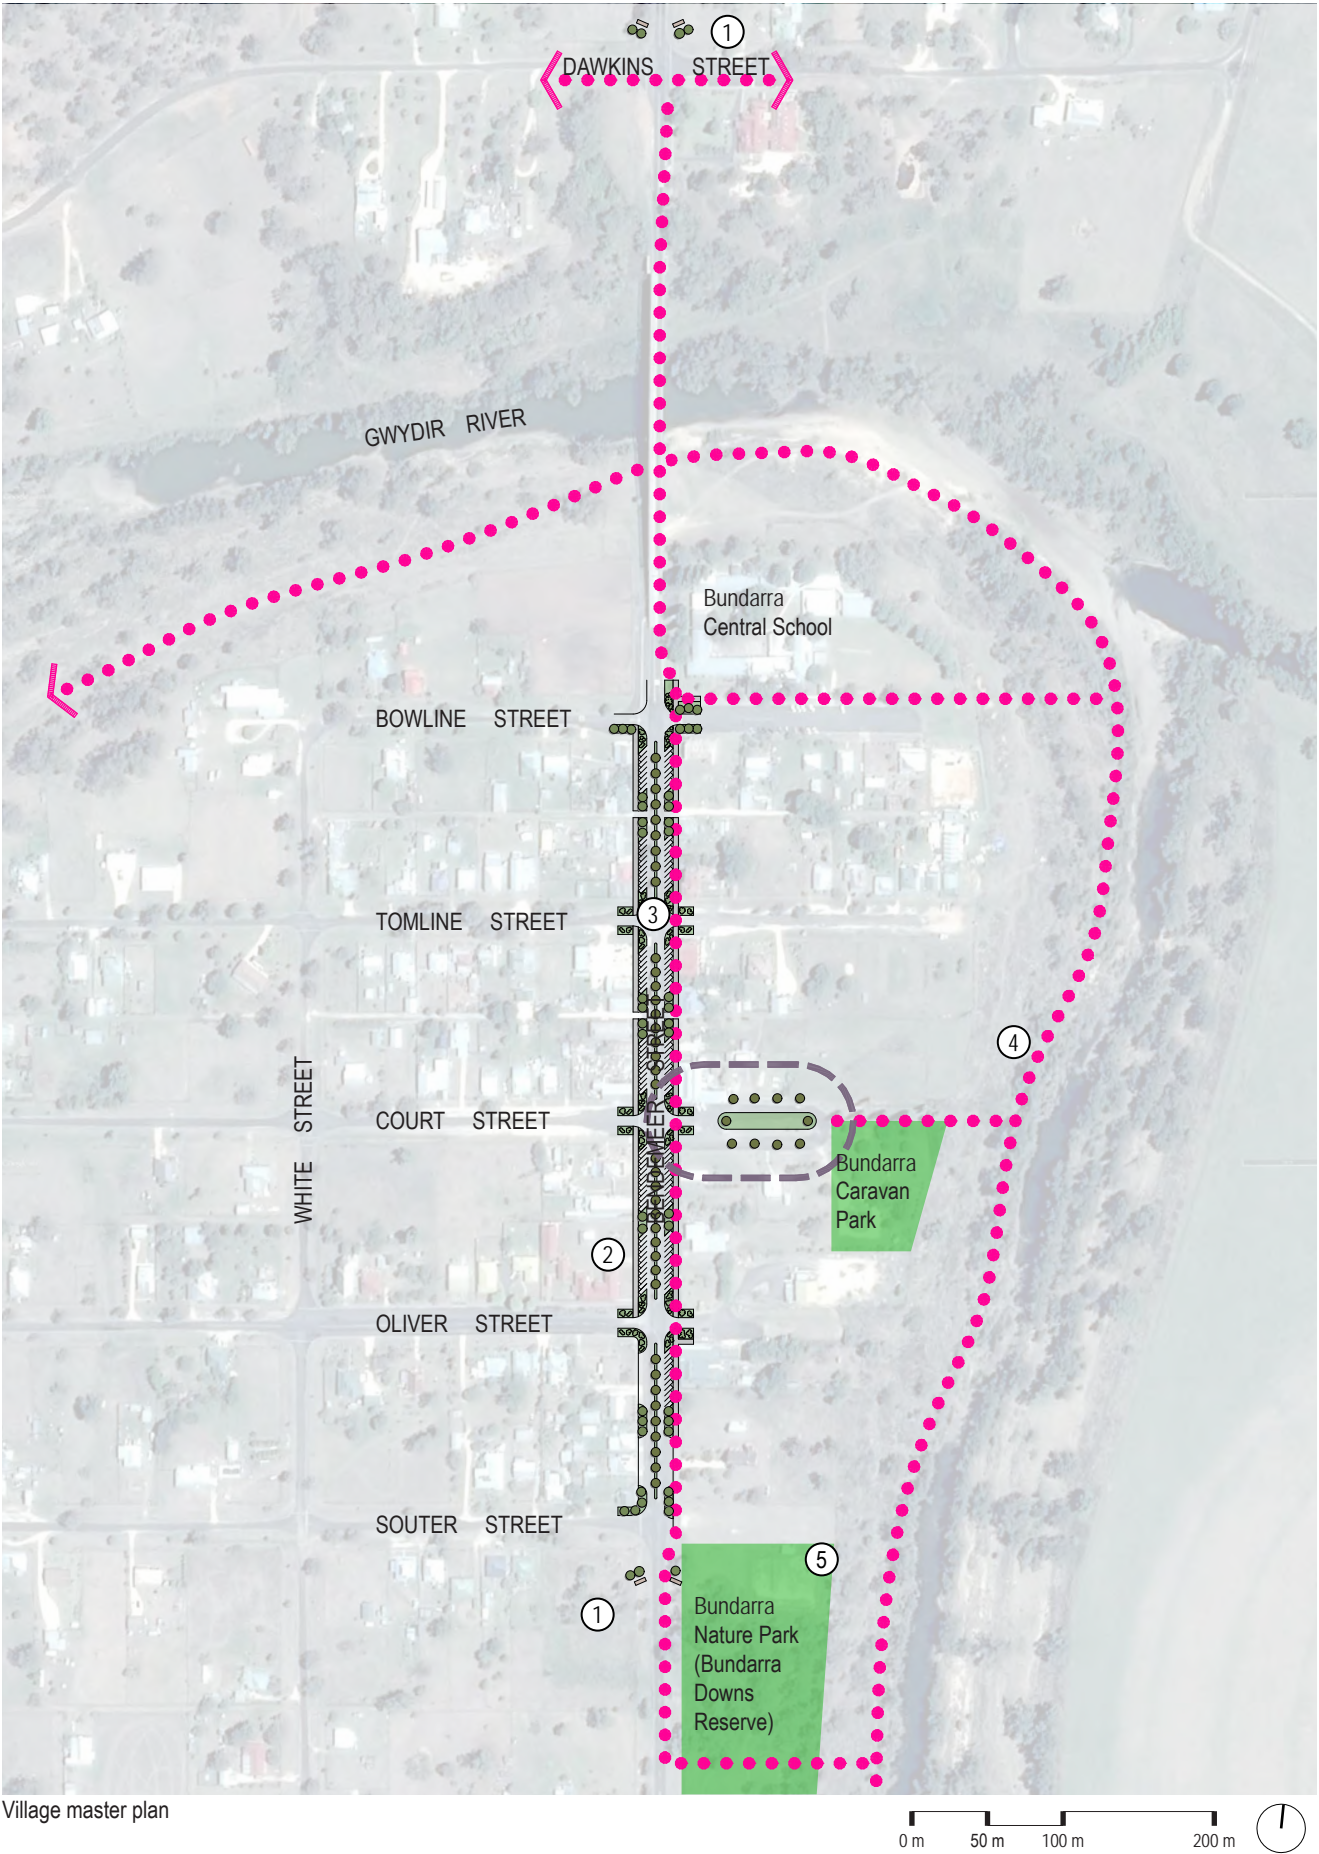 1
DAWKINS STREET
GWYDIR RIVER
Bundarra
Central School
BOWLINE STREET
TOMLINE STREET
3
4
WHITE STREET
COURT STREET
BENDEMEER STREET
Bundarra
Caravan
Park
2
OLIVER STREET
SOUTER STREET
5
1
Bundarra
Nature Park
(Bundarra
Downs
Reserve)
Village master plan
0 m 50 m 100 m 200 m